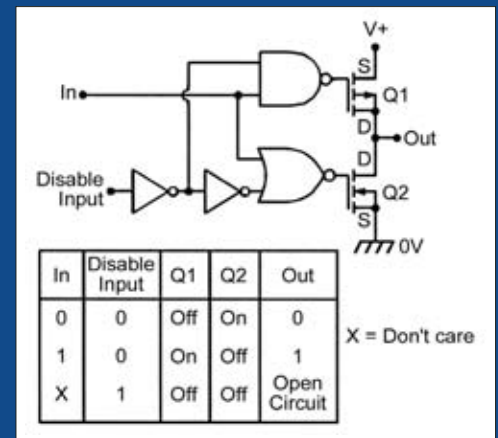 V+
S
In
Q1
D
Out
D
Disable
Input
Q2
S
0V
In Disable Input Q1 Q2 Out
0 0 Off On 0
1 0 On Off 1
X 1 Off Off Open Circuit
X = Don't care